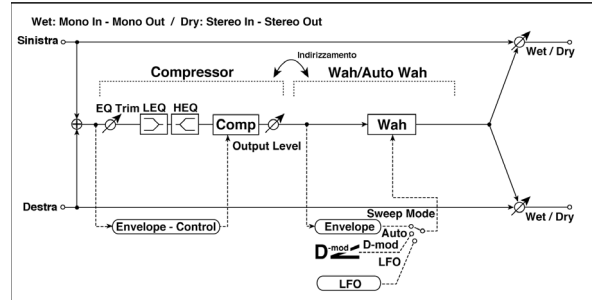 Wet: Mono In - Mono Out / Dry: Stereo In - Stereo Out
Sinistra
Wet / Dry
Indirizzamento
Compressor
Wah/Auto Wah
EQ Trim
LEQ
HEQ
Comp
Output Level
Wah
Destra
Wet / Dry
Sweep Mode
Envelope - Control
Envelope
Auto
D-mod
D-mod
LFO
LFO